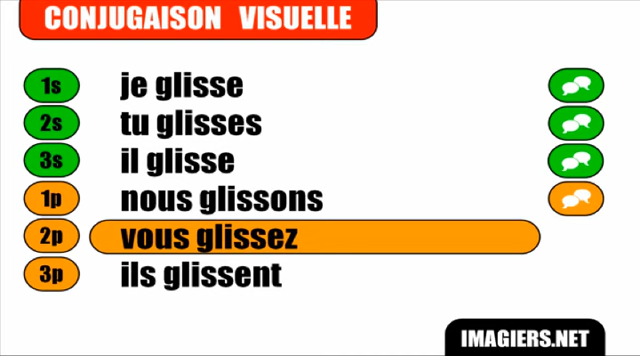 CONJUGAISON VISUELLE
1s je glisse
2s tu glisses
3s il glisse
1p nous glissons
2p vous glissez
3p ils glissent
IMAGIERS.NET